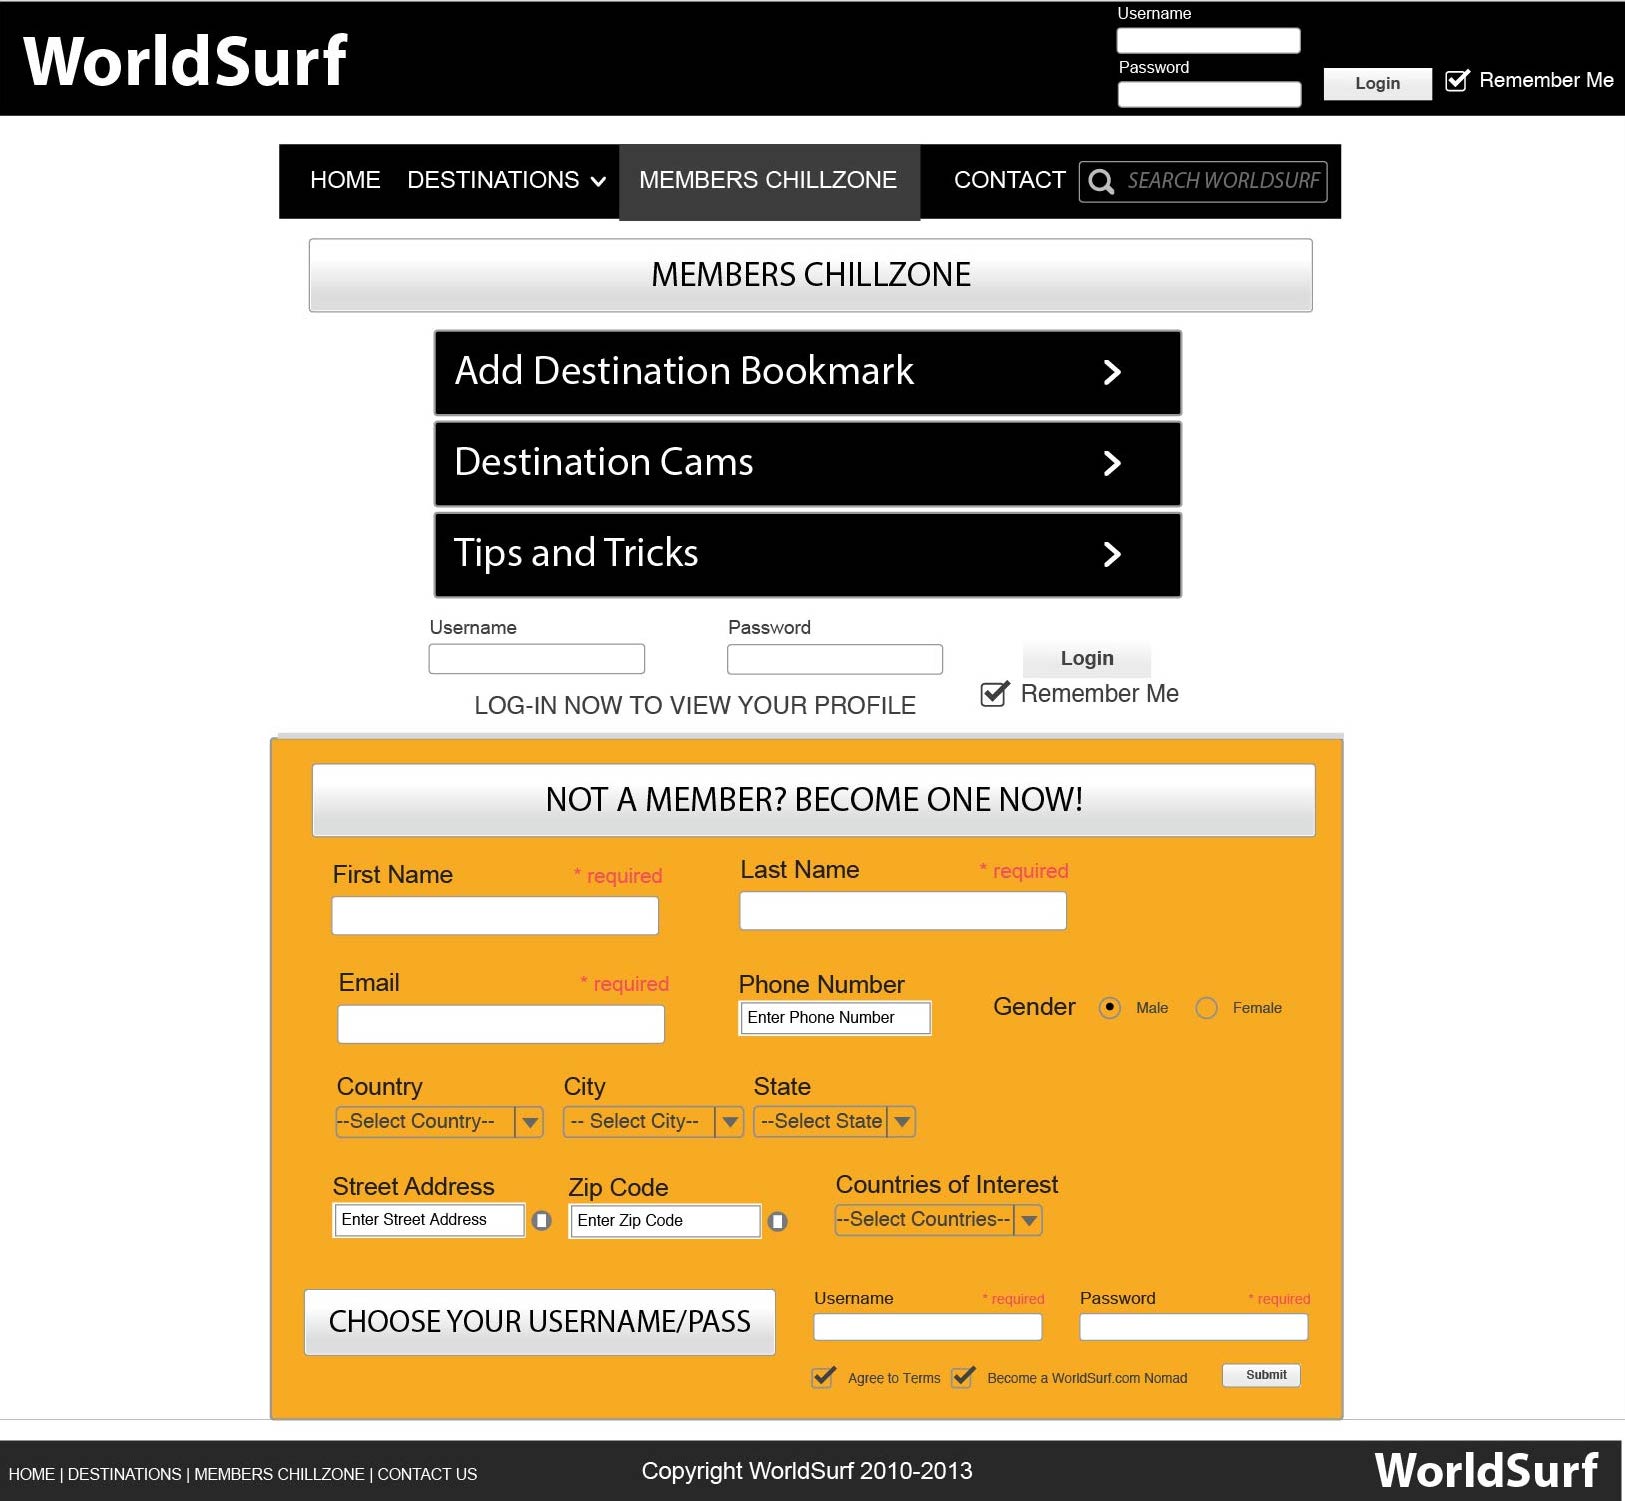 WorldSurf
Username
Password
Login
Remember Me
HOME DESTINATIONS MEMBERS CHILLZONE CONTACT SEARCH WORLDSURF
MEMBERS CHILLZONE
Add Destination Bookmark
Destination Cams
Tips and Tricks
Username Password
Login
LOG-IN NOW TO VIEW YOUR PROFILE
Remember Me
NOT A MEMBER? BECOME ONE NOW!
First Name * required Last Name * required
Email * required Phone Number
Enter Phone Number
Gender Male Female
Country City State
--Select Country-- -- Select City-- --Select State
Street Address Zip Code Countries of Interest
Enter Street Address Enter Zip Code --Select Countries--
CHOOSE YOUR USERNAME/PASS
Username * required Password * required
Agree to Terms Become a WorldSurf.com Nomad Submit
HOME | DESTINATIONS | MEMBERS CHILLZONE | CONTACT US
Copyright WorldSurf 2010-2013
WorldSurf